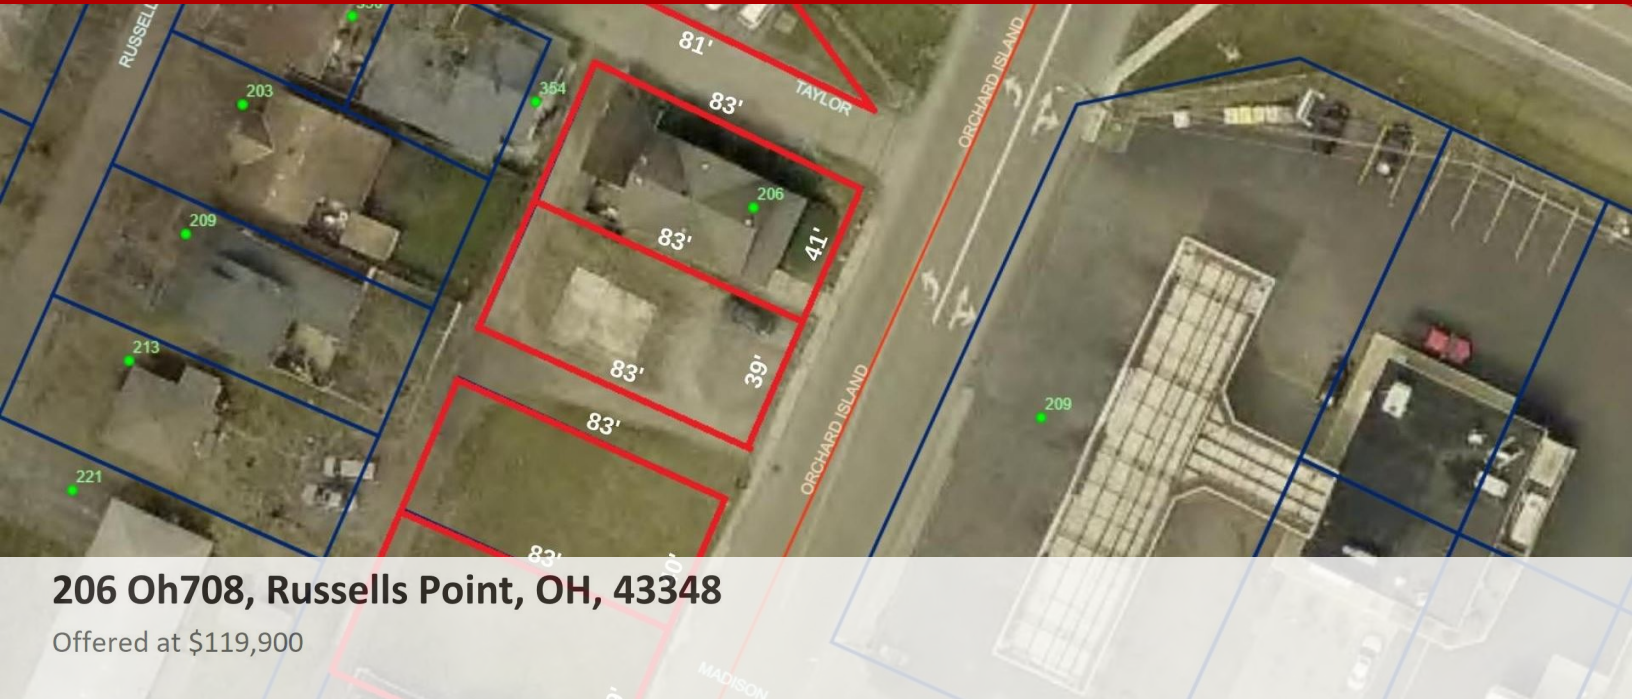 RUSSELL
81'
ORCHARD ISLAND
203
354
83'
TAYLOR
206
209
83'
41'
213
83'
39'
ORCHARD ISLAND
209
83'
221
83'
206 Oh708, Russells Point, OH, 43348
Offered at $119,900
MADISON